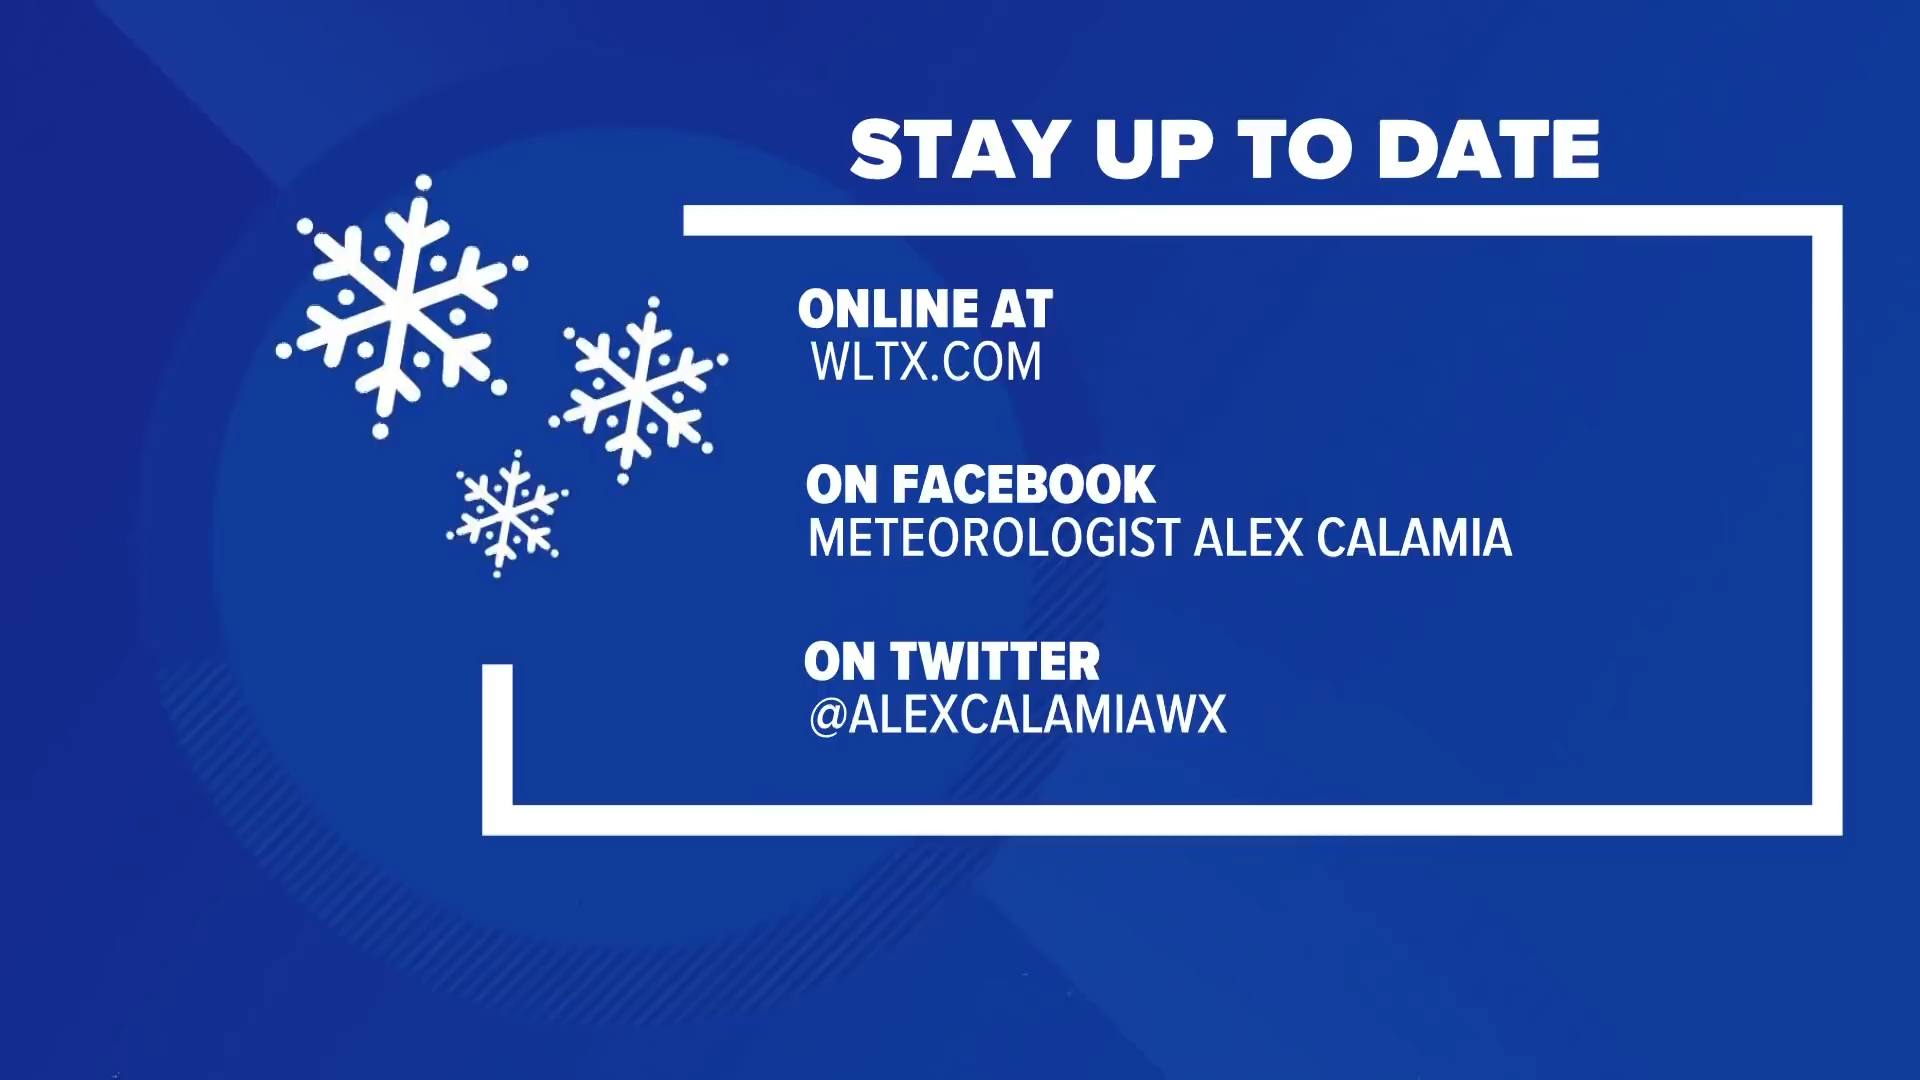 STAY UP TO DATE
ONLINE AT
WLTX.COM
ON FACEBOOK
METEOROLOGIST ALEX CALAMIA
ON TWITTER
@ALEXCALAMIAWX